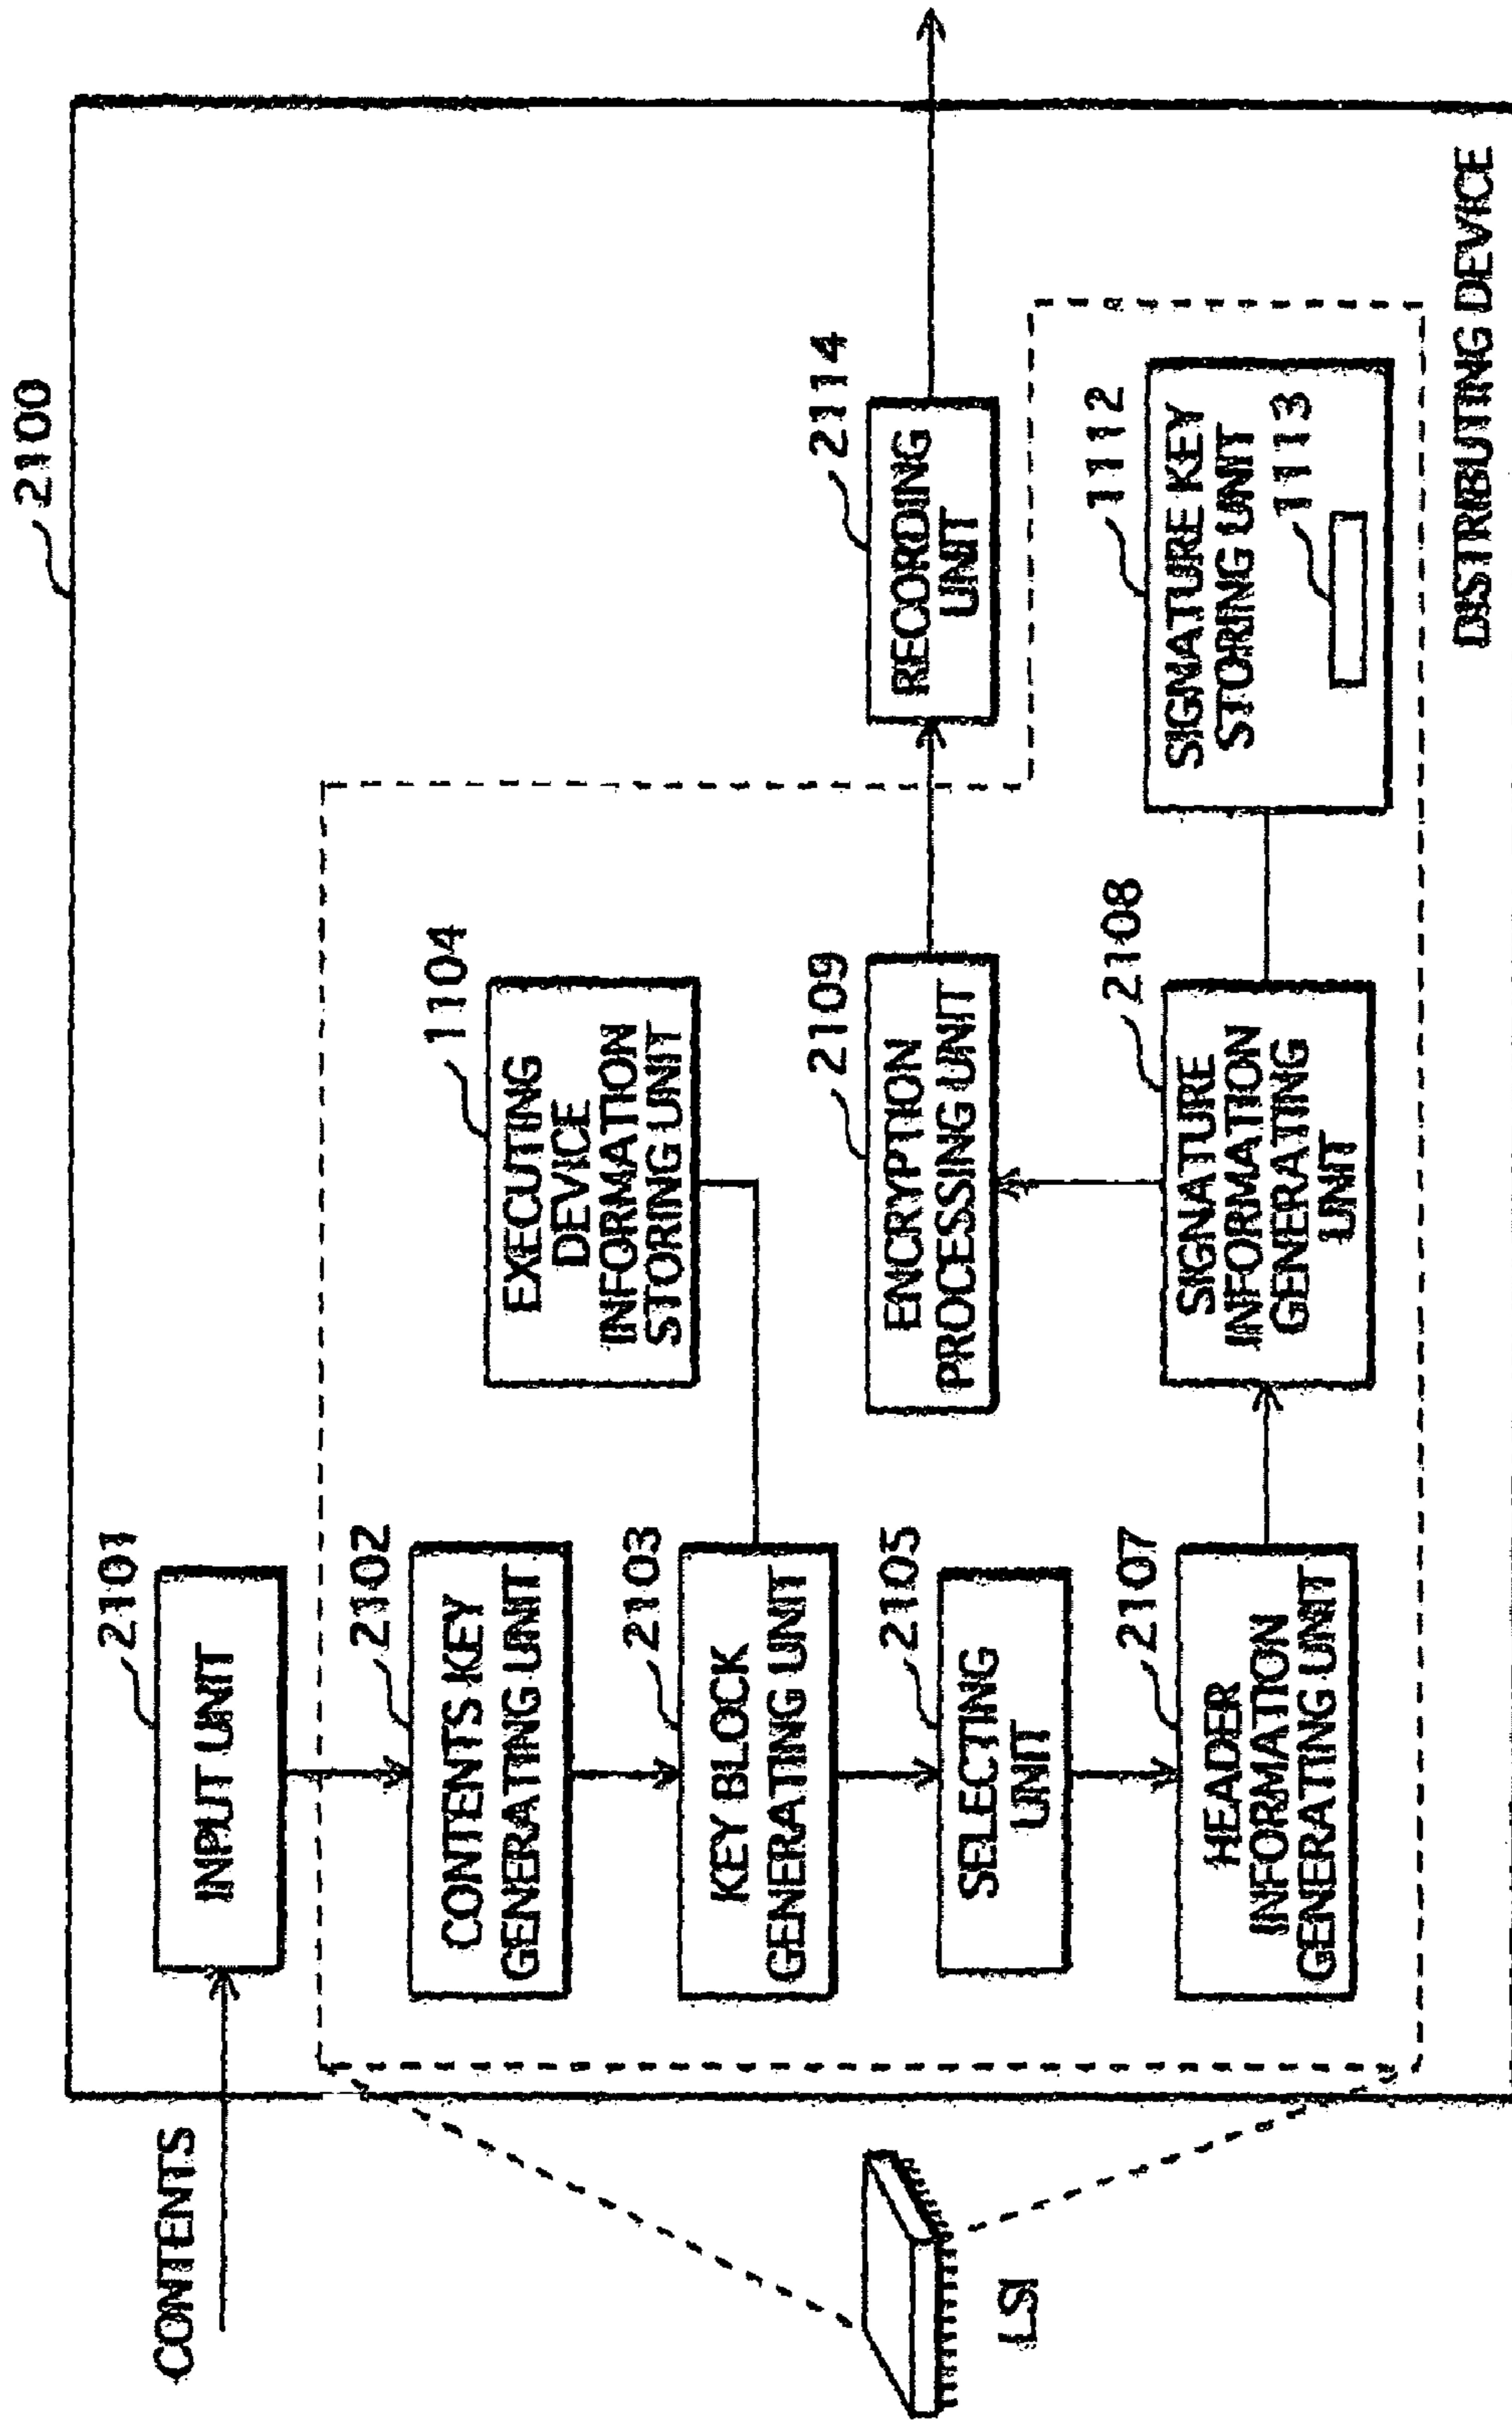 2100
CONTENTS
2101
INPUT UNIT
2102
CONTENTS KEY
GENERATING UNIT
1104
EXECUTING
DEVICE
INFORMATION
STORING UNIT
2103
KEY BLOCK
GENERATING UNIT
2105
SELECTING
UNIT
2109
ENCRYPTION
PROCESSING UNIT
2114
RECORDING
UNIT
LSI
2107
HEADER
INFORMATION
GENERATING UNIT
2108
SIGNATURE
INFORMATION
GENERATING
UNIT
1112
SIGNATURE KEY
STORING UNIT
1113
DISTRIBUTING DEVICE